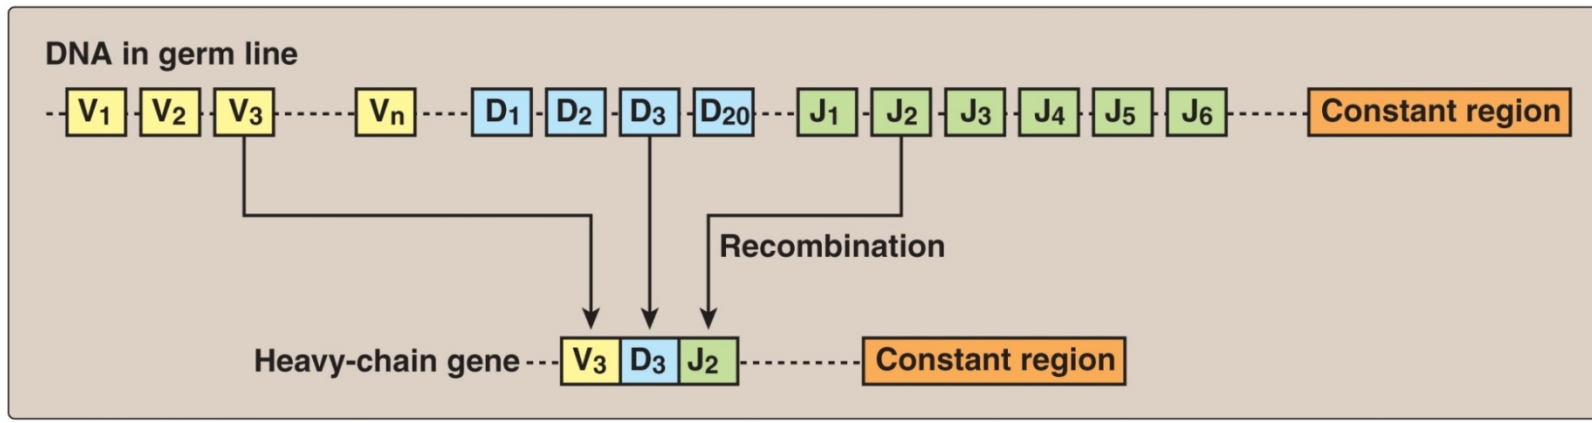 DNA in germ line
V1 V2 V3 Vn D1 D2 D3 D20 J1 J2 J3 J4 J5 J6 Constant region
Recombination
Heavy-chain gene V3 D3 J2 Constant region